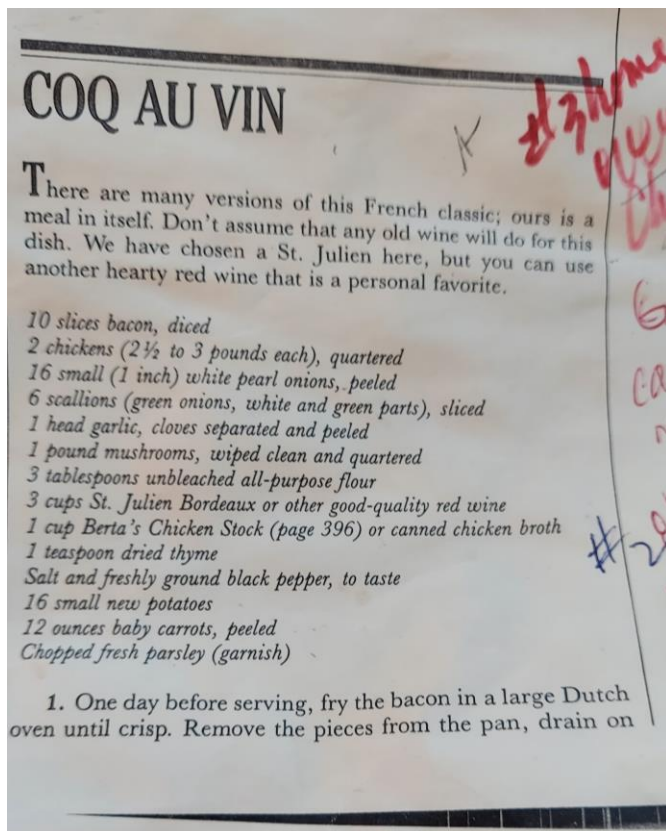 COQ AU VIN
There are many versions of this French classic; ours is a
meal in itself. Don't assume that any old wine will do for this
dish. We have chosen a St. Julien here, but you can use
another hearty red wine that is a personal favorite.
10 slices bacon, diced
2 chickens (2½ to 3 pounds each), quartered
16 small (1 inch) white pearl onions, peeled
6 scallions (green onions, white and green parts), sliced
1 head garlic, cloves separated and peeled
1 pound mushrooms, wiped clean and quartered
3 tablespoons unbleached all-purpose flour
3 cups St. Julien Bordeaux or other good-quality red wine
1 cup Berta's Chicken Stock (page 396) or canned chicken broth
1 teaspoon dried thyme
Salt and freshly ground black pepper, to taste
16 small new potatoes
12 ounces baby carrots, peeled
Chopped fresh parsley (garnish)
1. One day before serving, fry the bacon in a large Dutch
oven until crisp. Remove the pieces from the pan, drain on